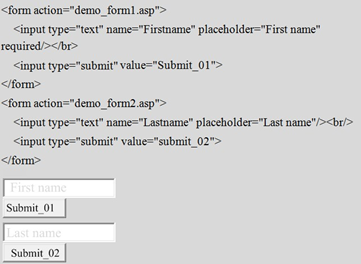 <form action="demo_form1.asp">
<input type="text" name="Firstname" placeholder="First name"
required/></br>
<input type="submit" value="Submit_01">
</form>
<form action="demo_form2.asp">
<input type="text" name="Lastname" placeholder="Last name"/><br/>
<input type="submit" value="submit_02">
</form>
First name
Submit_01
Last name
Submit_02